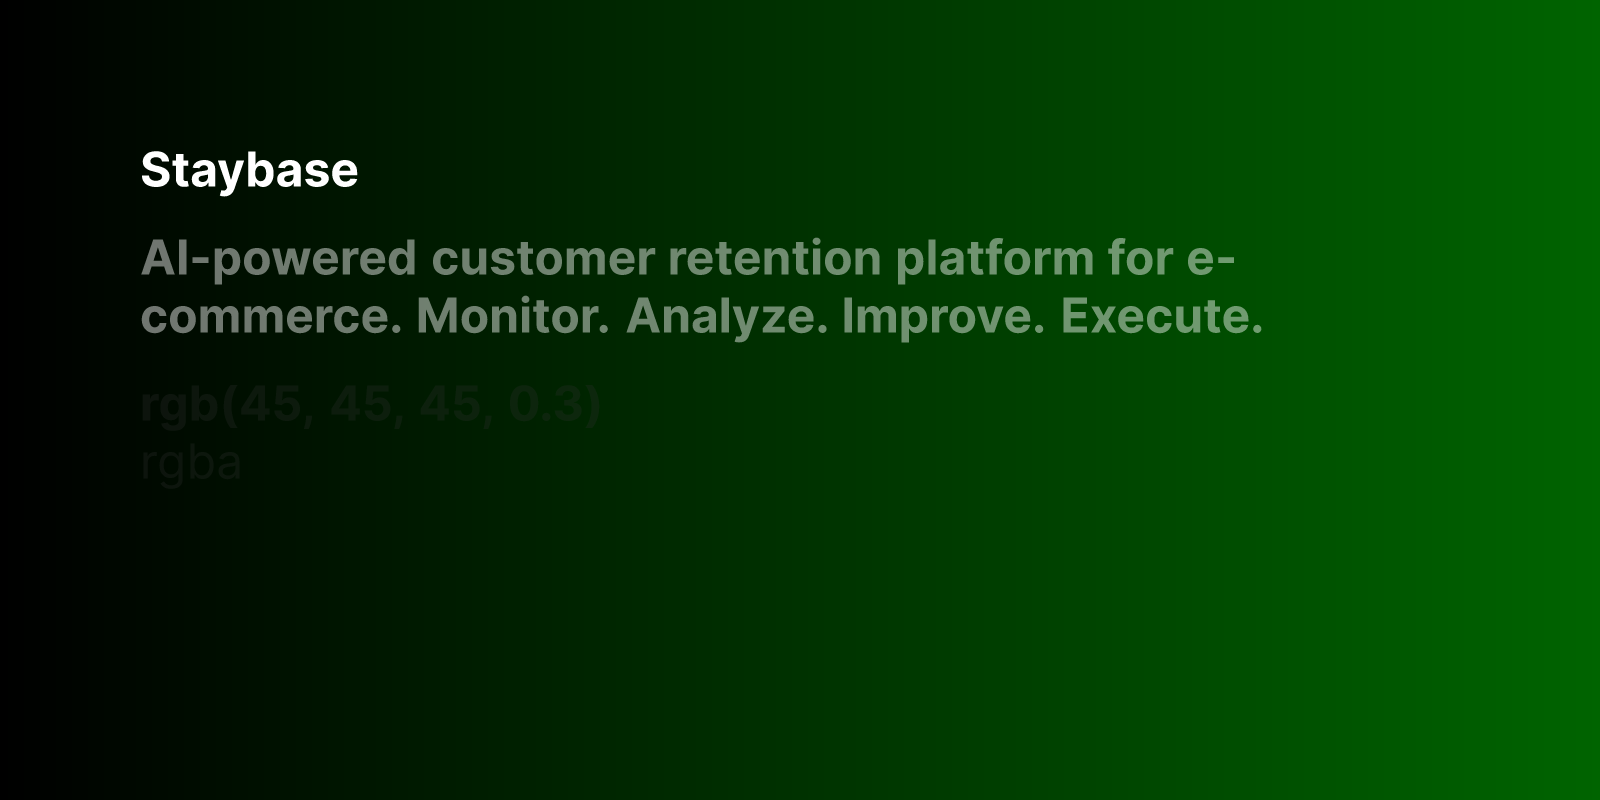 Staybase
AI-powered customer retention platform for e-
commerce. Monitor. Analyze. Improve. Execute.
rgb(45, 45, 45, 0.3)
rgba